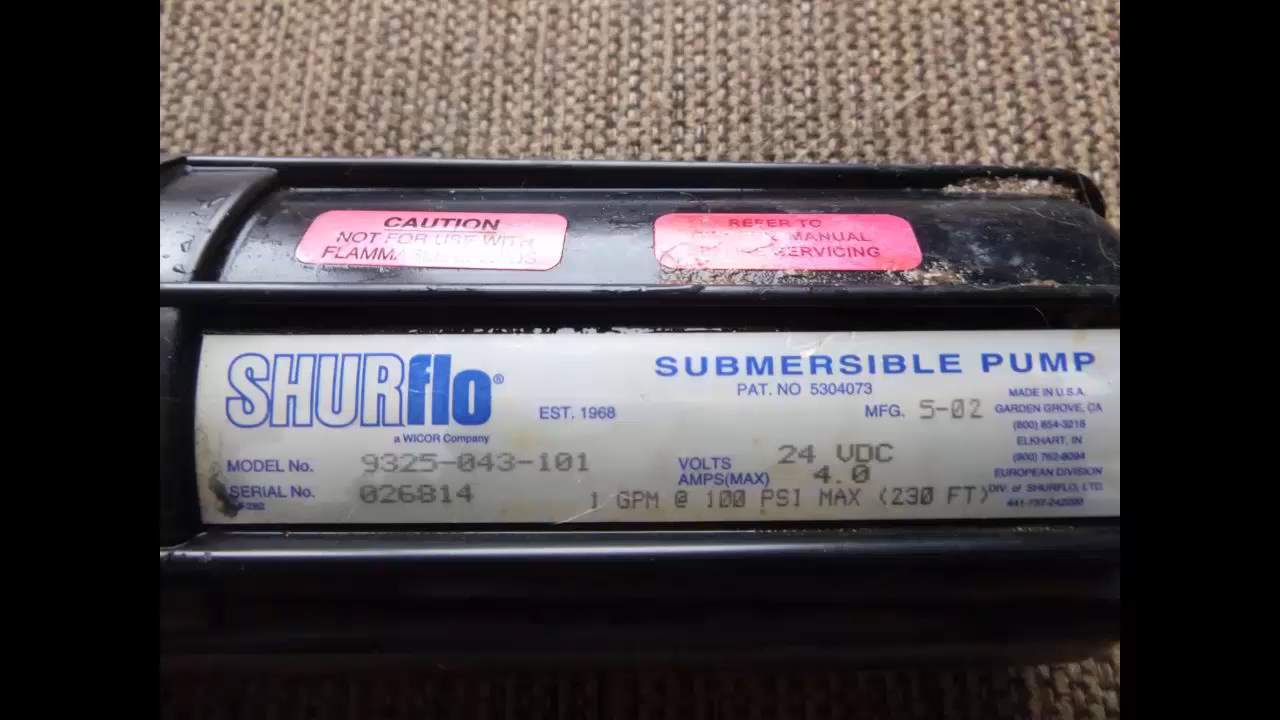 CAUTION
NOT FOR USE WITH
REFER TO
MANUAL
SERVICING
SHURflo®
a WICOR Company
EST. 1968
SUBMERSIBLE PUMP
PAT. NO 5304073
MFG. 5-02
MADE IN U.S.A.
GARDEN GROVE, CA
(800) 854-3218
ELKHART, IN
(800) 762-8094
EUROPEAN DIVISION
DIV. of SHURFLO, LTD.
MODEL No. 9325-043-101
SERIAL No. 026814
VOLTS 24 VDC
AMPS(MAX) 4.0
1 GPM @ 100 PSI MAX (230 FT)